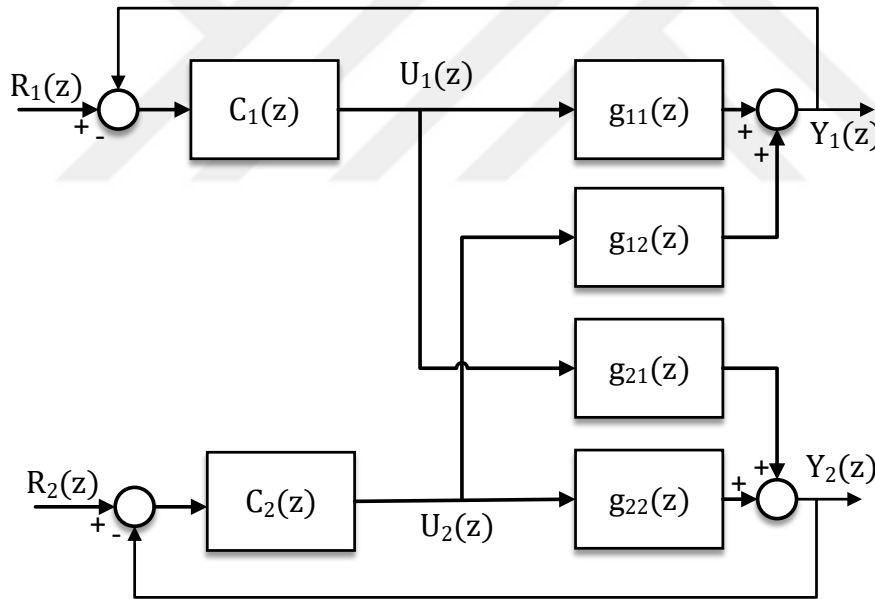 R₁(z)
+
-
C₁(z)
U₁(z)
g₁₁(z)
+
+
Y₁(z)
g₁₂(z)
g₂₁(z)
R₂(z)
+
-
C₂(z)
U₂(z)
g₂₂(z)
+
+
Y₂(z)